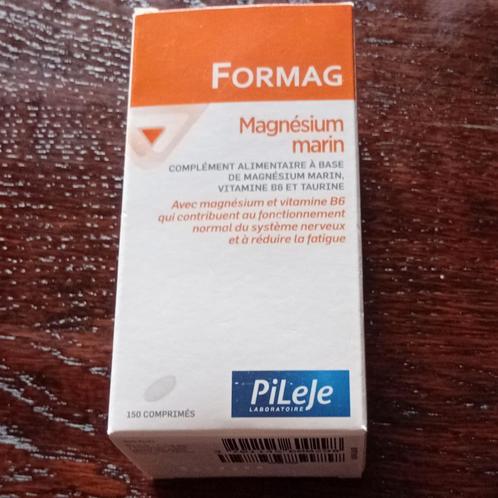 FORMAG
Magnésium
marin
COMPLÉMENT ALIMENTAIRE À BASE
DE MAGNÉSIUM MARIN,
VITAMINE B6 ET TAURINE
Avec magnésium et vitamine B6
qui contribuent au fonctionnement
normal du système nerveux
et à réduire la fatigue
150 COMPRIMÉS
PiLeJe
LABORATOIRE